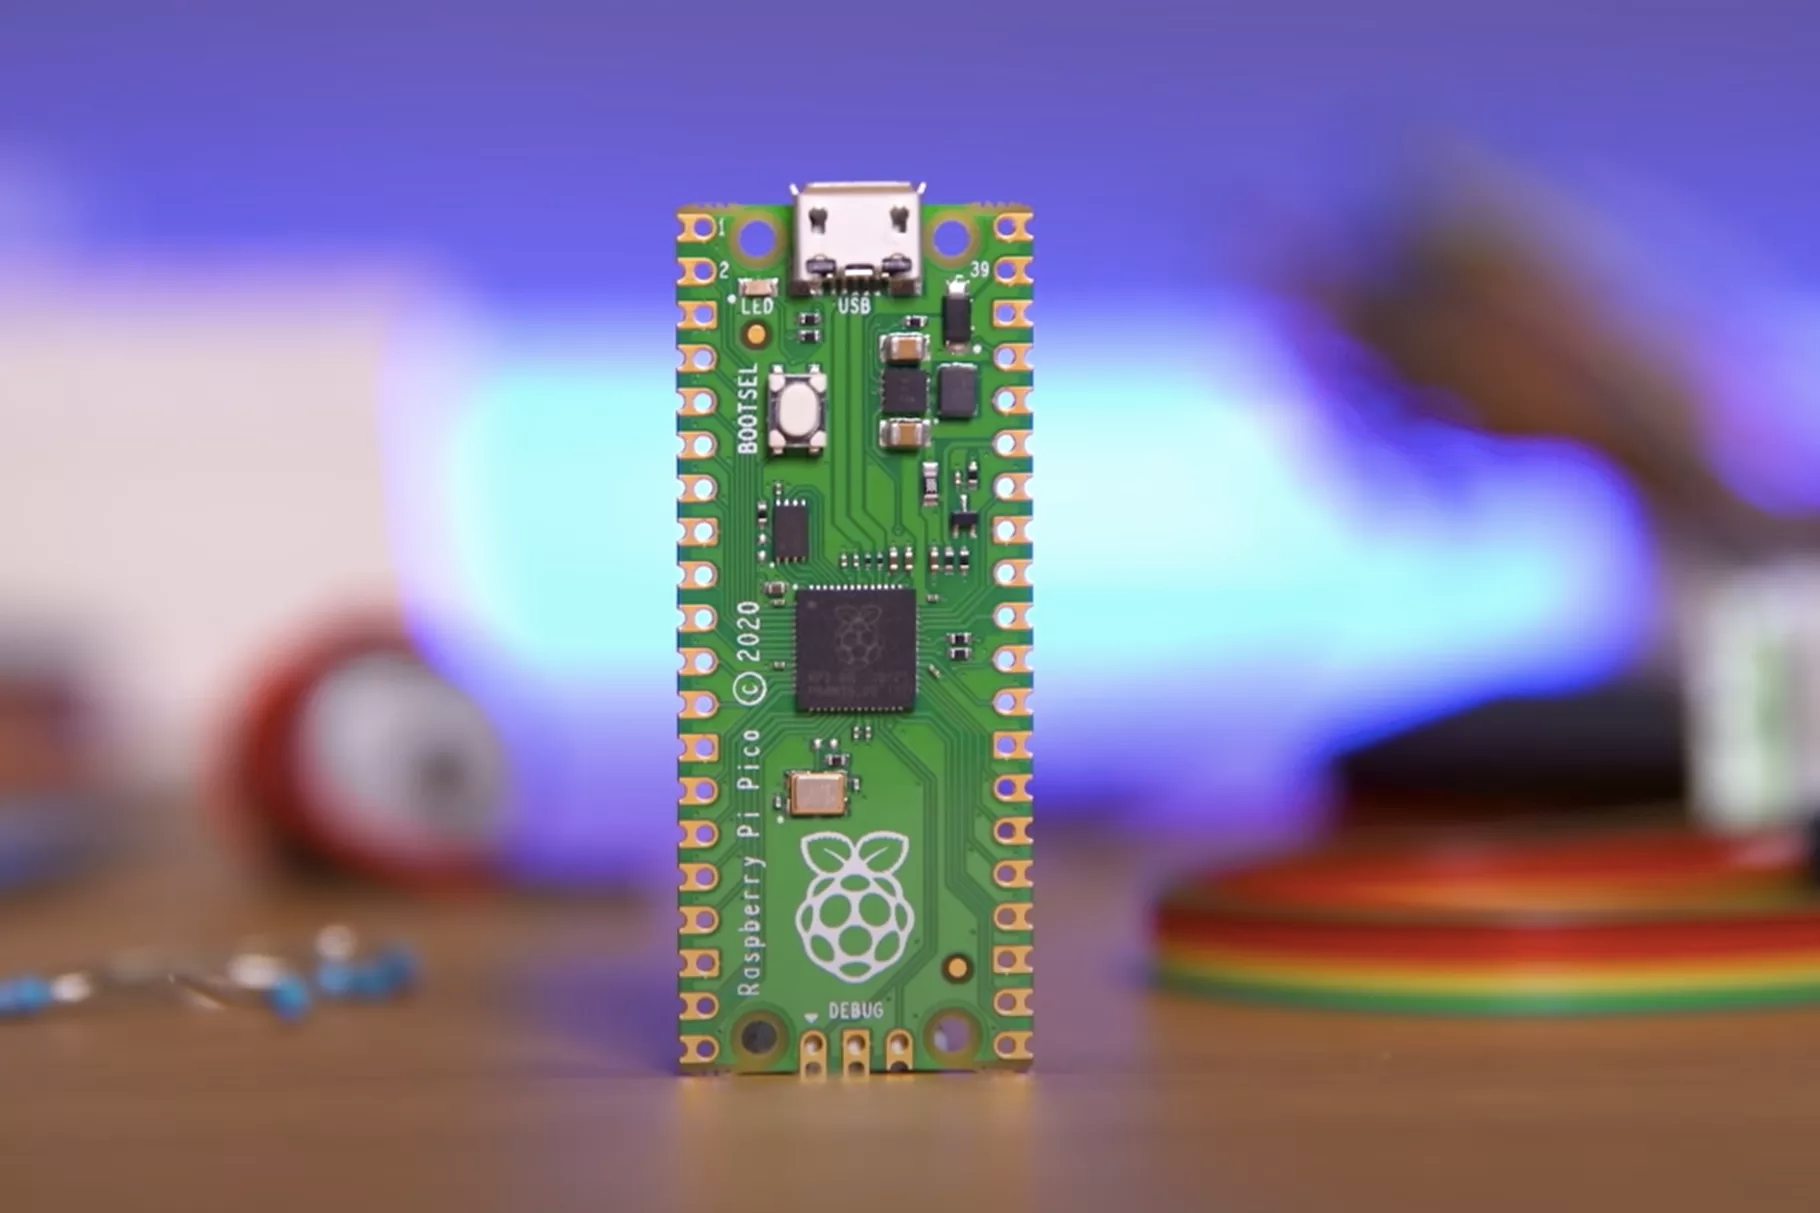 1
2
39
LED
USB
BOOTSEL
Raspberry Pi Pico © 2020
DEBUG